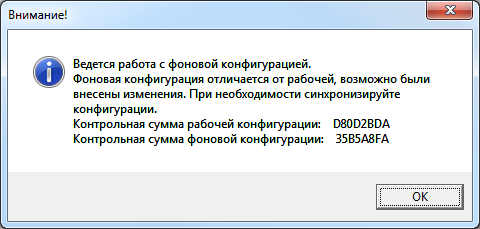 Внимание!
Ведется работа с фоновой конфигурацией.
Фоновая конфигурация отличается от рабочей, возможно были
внесены изменения. При необходимости синхронизируйте
конфигурации.
Контрольная сумма рабочей конфигурации: D80D2BDA
Контрольная сумма фоновой конфигурации: 35B5A8FA
OK